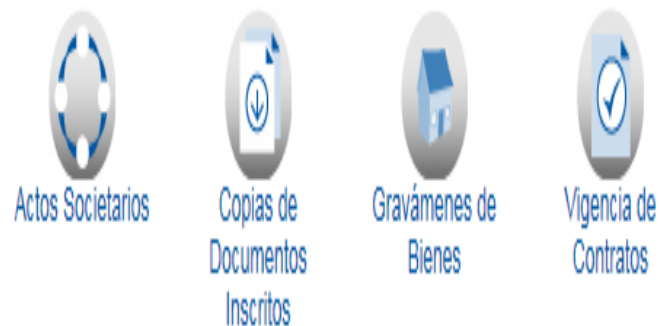 Actos Societarios
Copias de
Documentos
Inscritos
Gravámenes de
Bienes
Vigencia de
Contratos